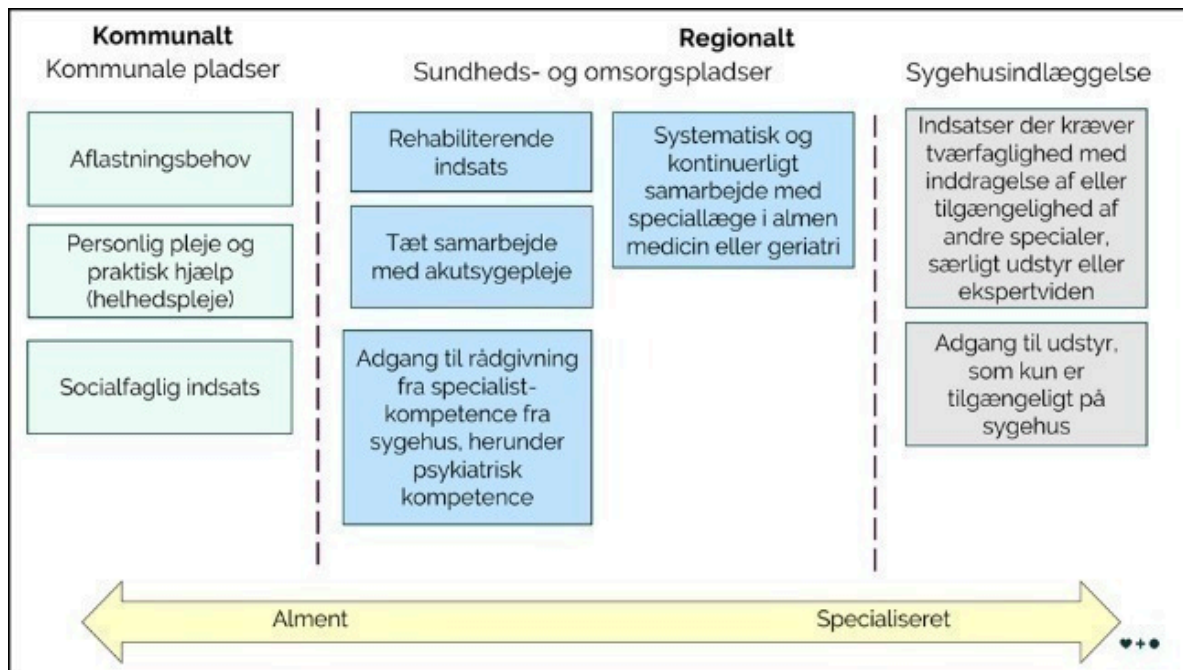 Kommunalt
Kommunale pladser
Aflastningsbehov
Personlig pleje og
praktisk hjælp
(helhedspleje)
Socialfaglig indsats
Regionalt
Sundheds- og omsorgspladser
Rehabiliterende
indsats
Tæt samarbejde
med akutsygepleje
Adgang til rådgivning
fra specialist-
kompetence fra
sygehus, herunder
psykiatrisk
kompetence
Systematisk og
kontinuerligt
samarbejde med
speciallæge i almen
medicin eller geriatri
Sygehusindlæggelse
Indsatser der kræver
tværfaglighed med
inddragelse af eller
tilgængelighed af
andre specialer,
særligt udstyr eller
ekspertviden
Adgang til udstyr,
som kun er
tilgængeligt på
sygehus
Alment
Specialiseret